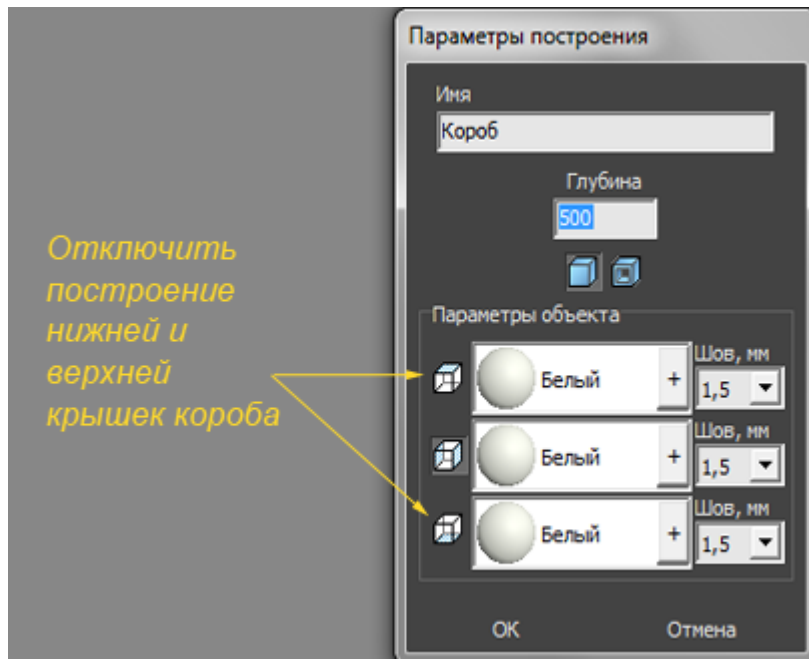 Параметры построения
Имя
Короб
Глубина
500
Отключить
построение
нижней и
верхней
крышек короба
Параметры объекта
Белый
+
Шов, мм
1,5
Белый
+
Шов, мм
1,5
Белый
+
Шов, мм
1,5
OK
Отмена